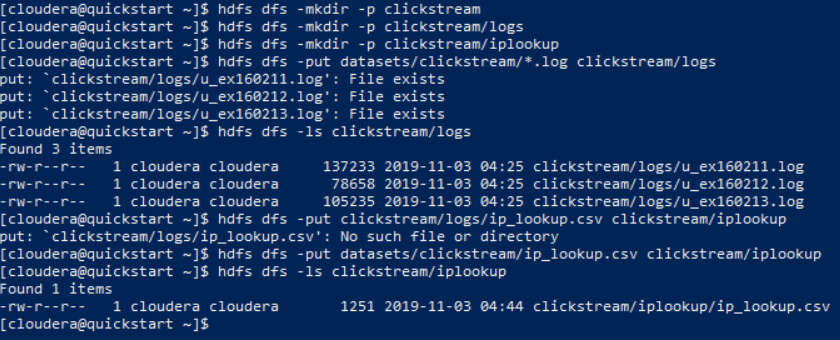 [cloudera@quickstart ~]$ hdfs dfs -mkdir -p clickstream
[cloudera@quickstart ~]$ hdfs dfs -mkdir -p clickstream/logs
[cloudera@quickstart ~]$ hdfs dfs -mkdir -p clickstream/iplookup
[cloudera@quickstart ~]$ hdfs dfs -put datasets/clickstream/*.log clickstream/logs
put: `clickstream/logs/u_ex160211.log': File exists
put: `clickstream/logs/u_ex160212.log': File exists
put: `clickstream/logs/u_ex160213.log': File exists
[cloudera@quickstart ~]$ hdfs dfs -ls clickstream/logs
Found 3 items
-rw-r--r--   1 cloudera cloudera     137233 2019-11-03 04:25 clickstream/logs/u_ex160211.log
-rw-r--r--   1 cloudera cloudera      78658 2019-11-03 04:25 clickstream/logs/u_ex160212.log
-rw-r--r--   1 cloudera cloudera     105235 2019-11-03 04:25 clickstream/logs/u_ex160213.log
[cloudera@quickstart ~]$ hdfs dfs -put clickstream/logs/ip_lookup.csv clickstream/iplookup
put: `clickstream/logs/ip_lookup.csv': No such file or directory
[cloudera@quickstart ~]$ hdfs dfs -put datasets/clickstream/ip_lookup.csv clickstream/iplookup
[cloudera@quickstart ~]$ hdfs dfs -ls clickstream/iplookup
Found 1 items
-rw-r--r--   1 cloudera cloudera       1251 2019-11-03 04:44 clickstream/iplookup/ip_lookup.csv
[cloudera@quickstart ~]$